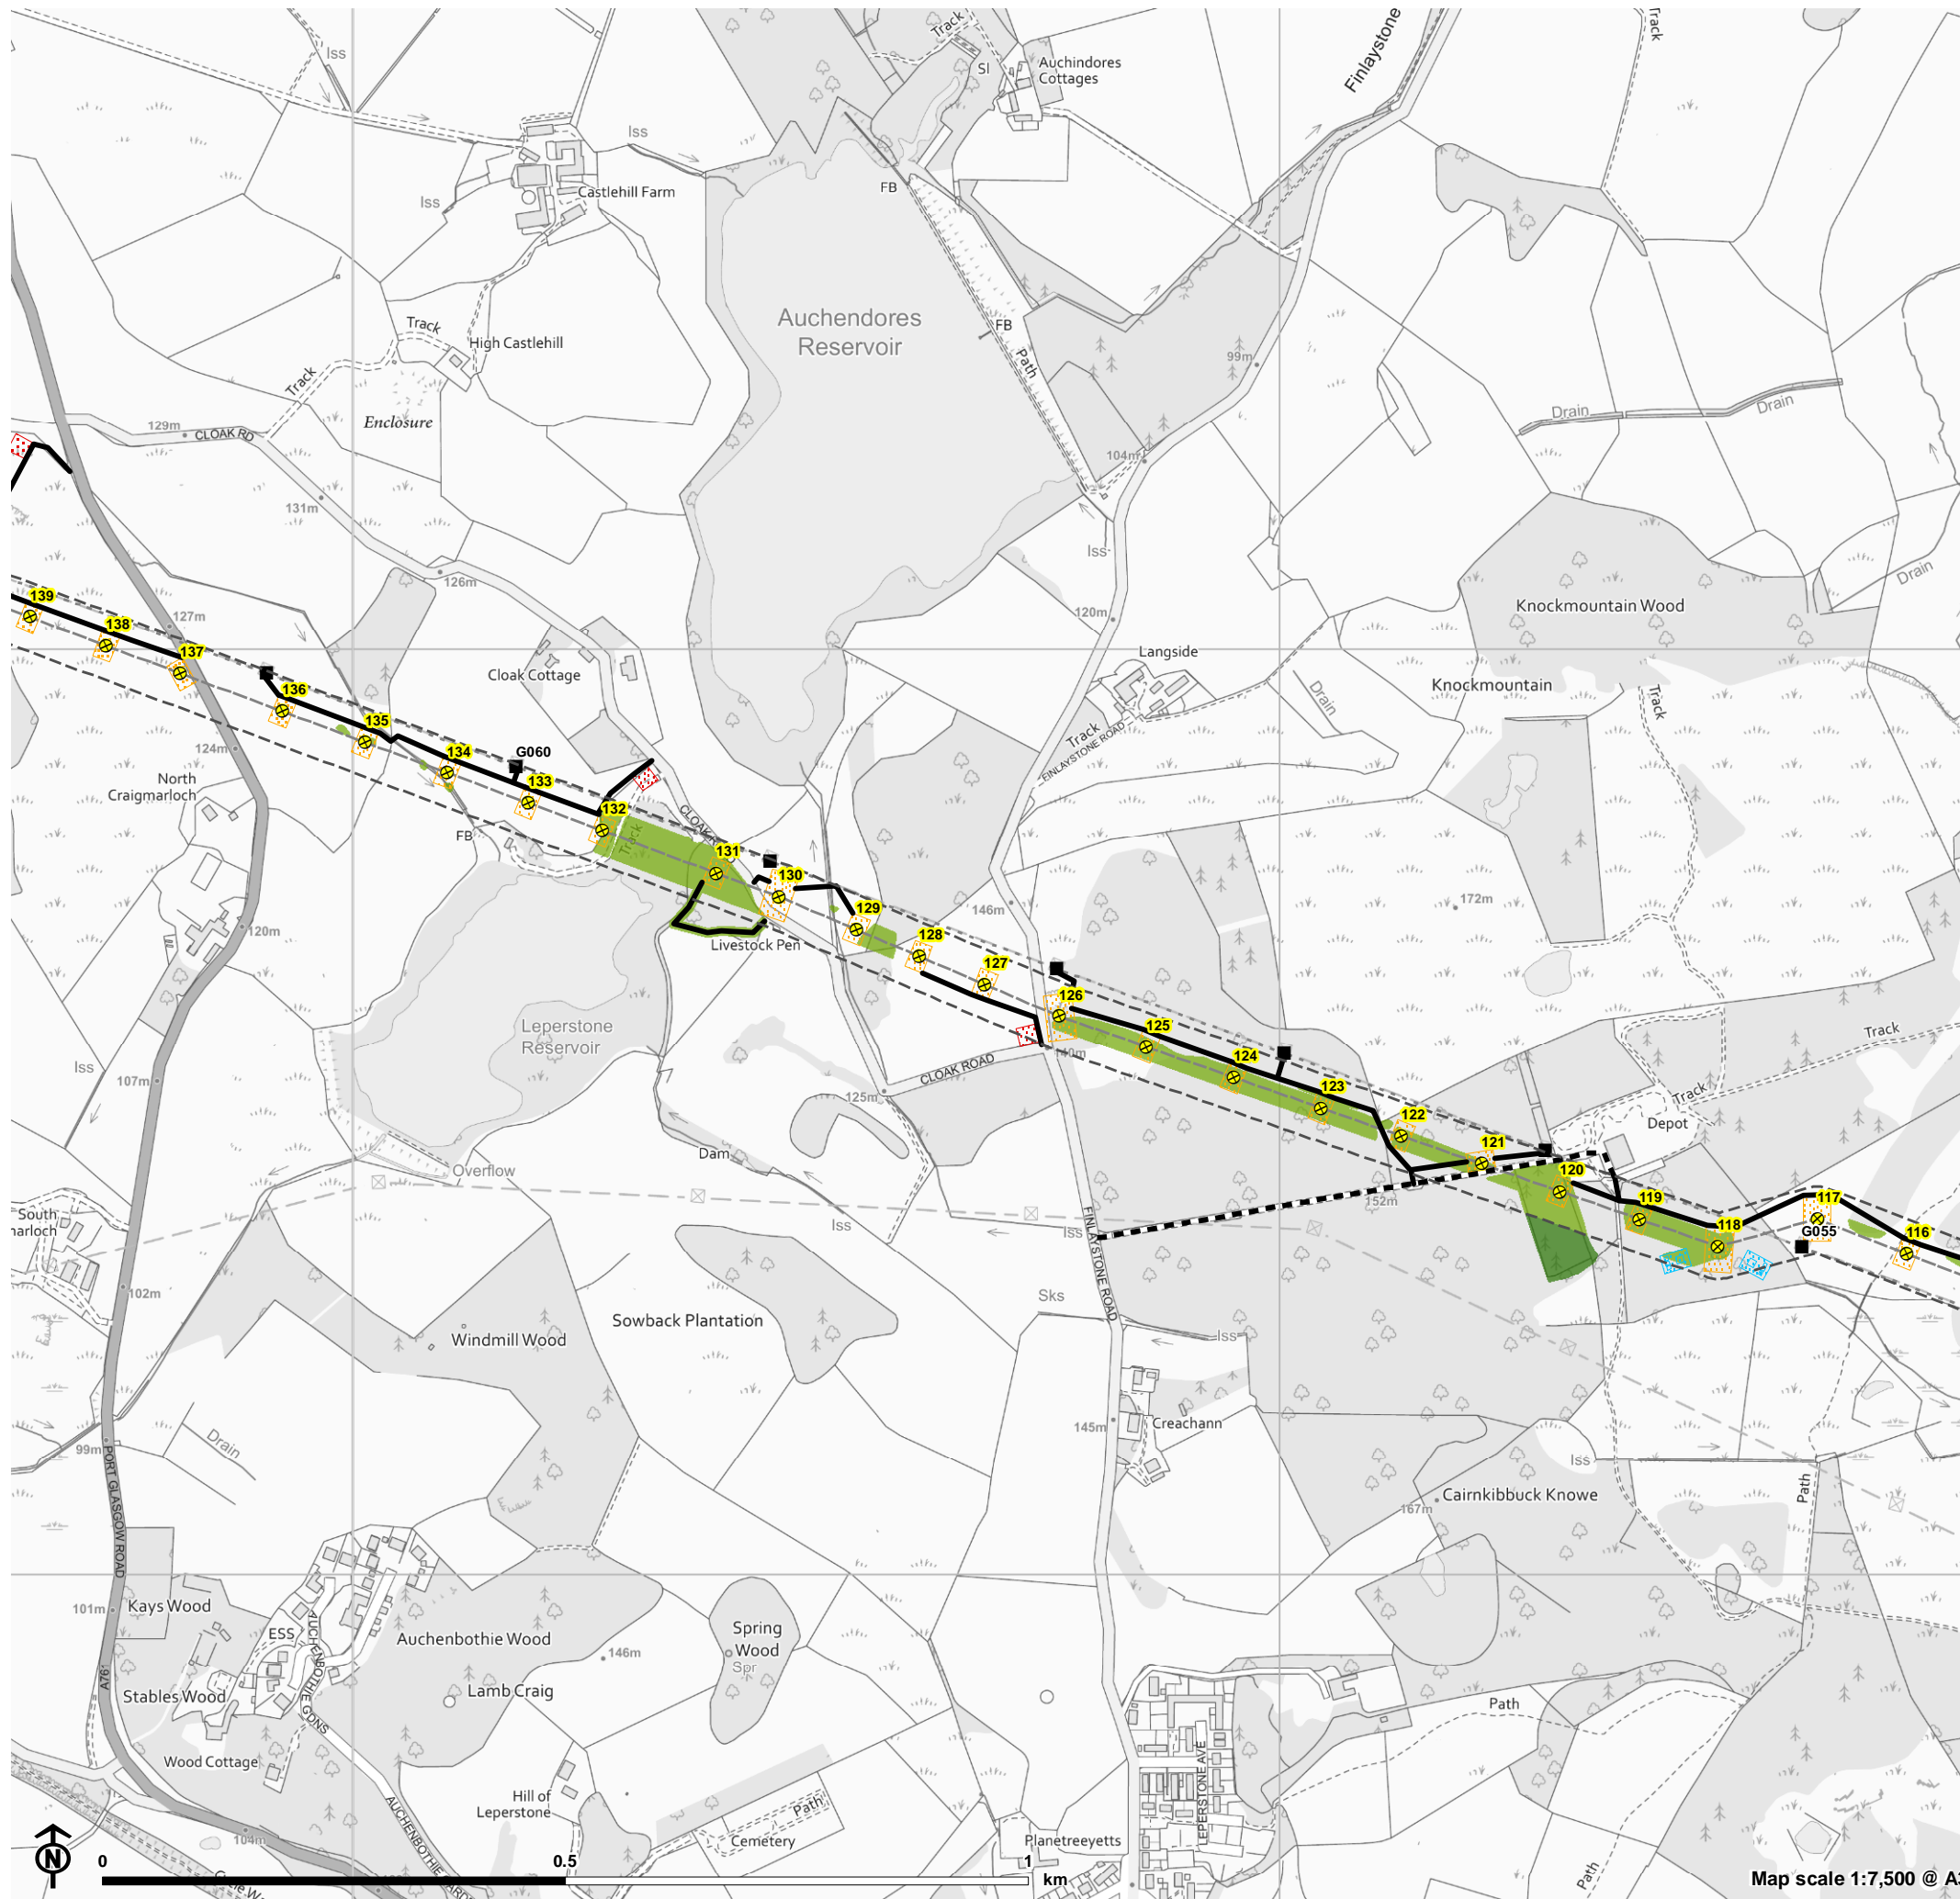 Track
Iss
SI
Auchindores
Cottages
Finlaystone
Track
Iss
FB
Castlehill Farm
Iss
Auchendores
Reservoir
FB
Path
Track
High Castlehill
99m
Track
Enclosure
Drain
Drain
129m
CLOAK RD
104m
131m
Iss
126m
Drain
139
138
127m
120m
Knockmountain Wood
137
Langside
Cloak Cottage
136
Knockmountain
Drain
Track
135
Track
FINLAYSTONE ROAD
124m
134
G060
North
Craigmarloch
133
132
FB
Track
131
130
172m
129
146m
120m
128
Livestock Pen
127
126
Leperstone
Reservoir
125
Track
124
CLOAK ROAD
Iss
107m
123
125m
122
Track
Depot
121
Dam
Overflow
120
152m
119
117
118
South
Iss
Iss
G055
116
FINLAYSTONE ROAD
102m
Sks
Sowback Plantation
Windmill Wood
Iss
145m
Creachann
Drain
99m
Iss
PORT GLASGOW ROAD
Cairnkibbuck Knowe
167m
Path
101m
Kays Wood
ESS
AUCHENBOTHIE GDNS
Auchenbothie Wood
146m
Spring
Wood
Spr
Stables Wood
Lamb Craig
Path
Wood Cottage
Hill of
Leperstone
Path
LEPERSTONE AVE
Cemetery
Planetreeyetts
104m
Path
N
0
0.5
1
km
Map scale 1:7,500 @